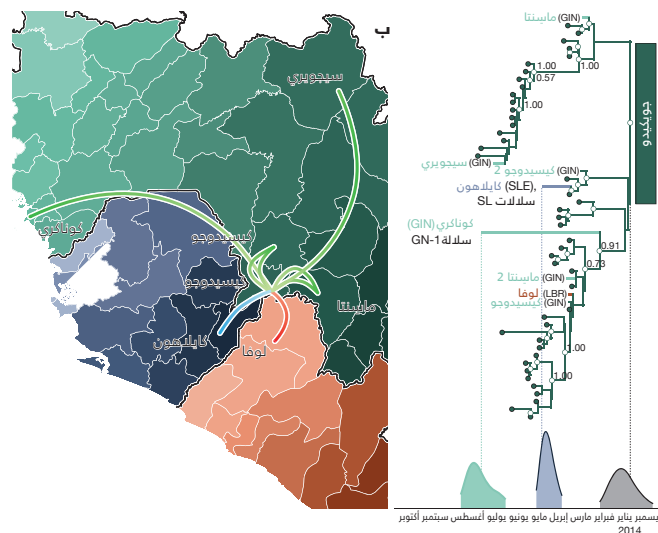 ب
سيجويري
كوناكري
كيسيدوجو
جيسيدوجو
ماسنتا
كايلاهون
لوفا
ماسنتا (GIN)
1.00
1.00
0.57
1.00
جويكيدو
سيجويري (GIN)
كيسيدوجو 2 (GIN)
كايلاهون (SLE),
سلالات SL
كوناكري (GIN)
سلالة GN-1
0.91
0.73
ماسنتا 2 (GIN)
لوفا (LBR)
كيسيدوجو (GIN)
1.00
1.00
ديسمبر يناير فبراير مارس إبريل مايو يونيو يوليو أغسطس سبتمبر أكتوبر
2014